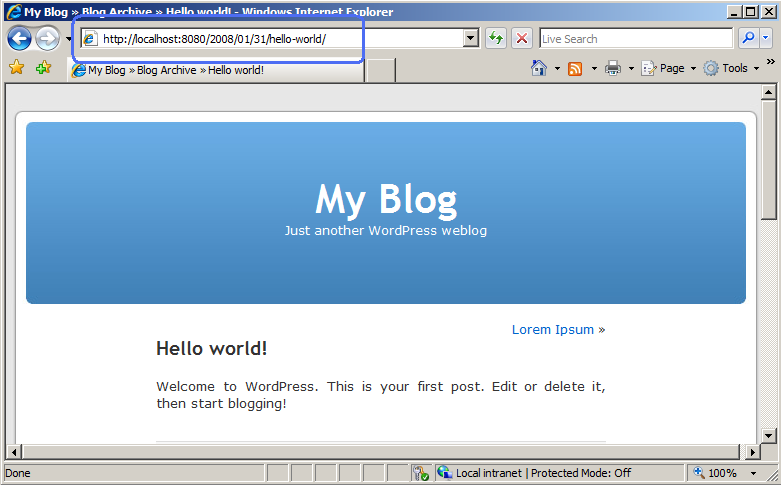 My Blog » Blog Archive » Hello world! - Windows Internet Explorer
http://localhost:8080/2008/01/31/hello-world/
Live Search
My Blog » Blog Archive » Hello world!
Page
Tools
»
My Blog
Just another WordPress weblog
Lorem Ipsum »
Hello world!
Welcome to WordPress. This is your first post. Edit or delete it,
then start blogging!
Done
Local intranet | Protected Mode: Off
100%